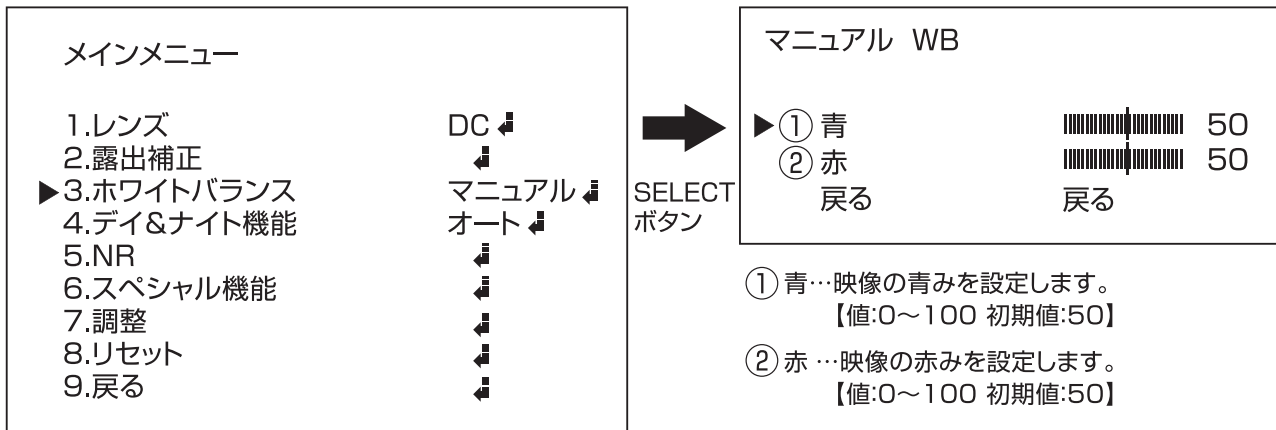 メインメニュー
1.レンズ DC
2.露出補正
▶3.ホワイトバランス マニュアル
4.デイ&ナイト機能 オート
5.NR
6.スペシャル機能
7.調整
8.リセット
9.戻る
SELECT
ボタン
マニュアル WB
▶① 青 50
② 赤 50
戻る 戻る
① 青…映像の青みを設定します。
【値:0～100 初期値:50】
② 赤 …映像の赤みを設定します。
【値:0～100 初期値:50】